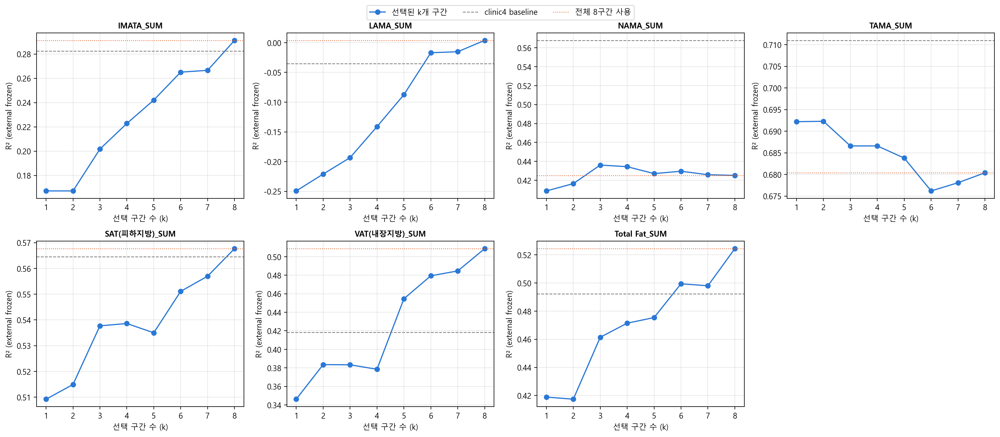 선택된 k개 구간
clinic4 baseline
전체 8구간 사용
IMATA_SUM
R² (external frozen)
0.28
0.26
0.24
0.22
0.20
0.18
1 2 3 4 5 6 7 8
선택 구간 수 (k)
LAMA_SUM
R² (external frozen)
0.00
-0.05
-0.10
-0.15
-0.20
-0.25
1 2 3 4 5 6 7 8
선택 구간 수 (k)
NAMA_SUM
R² (external frozen)
0.56
0.54
0.52
0.50
0.48
0.46
0.44
0.42
1 2 3 4 5 6 7 8
선택 구간 수 (k)
TAMA_SUM
R² (external frozen)
0.710
0.705
0.700
0.695
0.690
0.685
0.680
0.675
1 2 3 4 5 6 7 8
선택 구간 수 (k)
SAT(피하지방)_SUM
R² (external frozen)
0.57
0.56
0.55
0.54
0.53
0.52
0.51
1 2 3 4 5 6 7 8
선택 구간 수 (k)
VAT(내장지방)_SUM
R² (external frozen)
0.50
0.48
0.46
0.44
0.42
0.40
0.38
0.36
0.34
1 2 3 4 5 6 7 8
선택 구간 수 (k)
Total Fat_SUM
R² (external frozen)
0.52
0.50
0.48
0.46
0.44
0.42
1 2 3 4 5 6 7 8
선택 구간 수 (k)